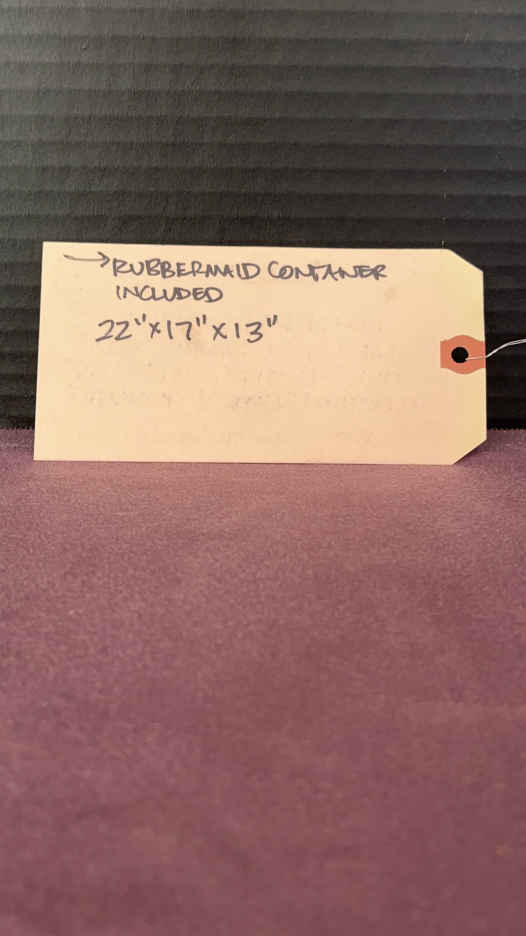 →RUBBERMAID CONTAINER
INCLUDED
22"x17"x13"